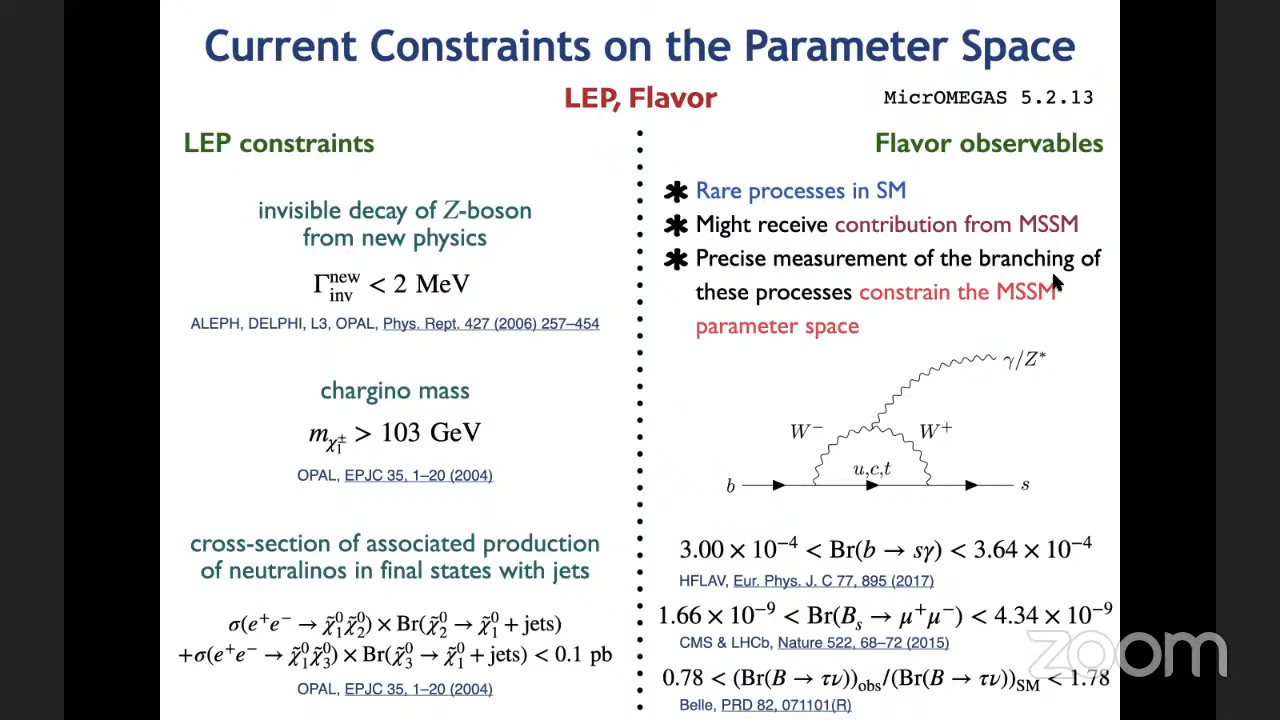 Current Constraints on the Parameter Space
LEP, Flavor
MicrOMEGAS 5.2.13
LEP constraints
invisible decay of Z-boson
from new physics
Γ^new_inv < 2 MeV
ALEPH, DELPHI, L3, OPAL, Phys. Rept. 427 (2006) 257–454
chargino mass
m_χ₁^± > 103 GeV
OPAL, EPJC 35, 1–20 (2004)
cross-section of associated production
of neutralinos in final states with jets
σ(e⁺e⁻ → χ̃₁⁰χ̃₂⁰) × Br(χ̃₂⁰ → χ̃₁⁰ + jets)
+σ(e⁺e⁻ → χ̃₁⁰χ̃₃⁰) × Br(χ̃₃⁰ → χ̃₁⁰ + jets) < 0.1 pb
OPAL, EPJC 35, 1–20 (2004)
Flavor observables
✱ Rare processes in SM
✱ Might receive contribution from MSSM
✱ Precise measurement of the branching of
these processes constrain the MSSM
parameter space
γ/Z*
W⁻ W⁺
u,c,t
b s
3.00 × 10⁻⁴ < Br(b → sγ) < 3.64 × 10⁻⁴
HFLAV, Eur. Phys. J. C 77, 895 (2017)
1.66 × 10⁻⁹ < Br(B_s → μ⁺μ⁻) < 4.34 × 10⁻⁹
CMS & LHCb, Nature 522, 68–72 (2015)
0.78 < (Br(B → τν))_obs/(Br(B → τν))_SM < 1.78
Belle, PRD 82, 071101(R)
zoom